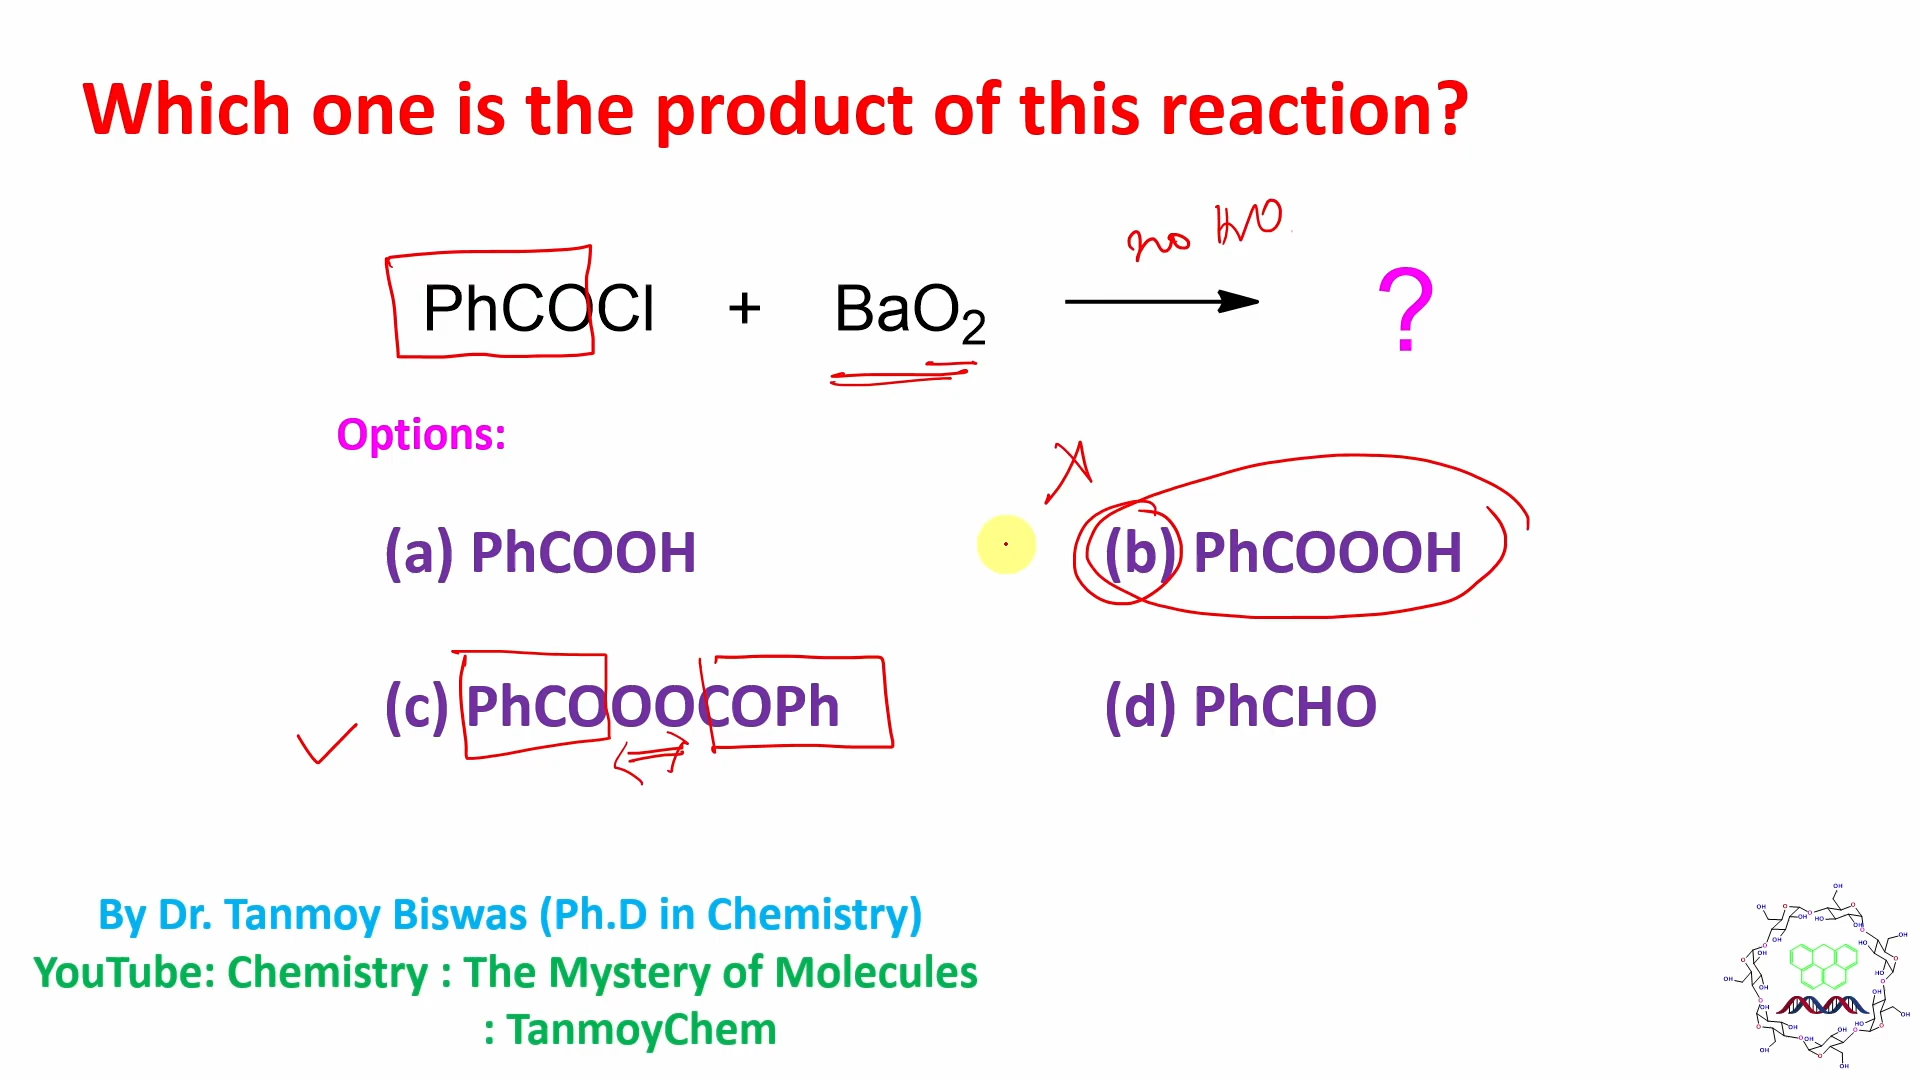 Which one is the product of this reaction?
no H2O
PhCOCl + BaO₂ ?
Options:
(a) PhCOOH
(b) PhCOOOH
(c) PhCOOOCOPh
(d) PhCHO
By Dr. Tanmoy Biswas (Ph.D in Chemistry)
YouTube: Chemistry : The Mystery of Molecules
: TanmoyChem